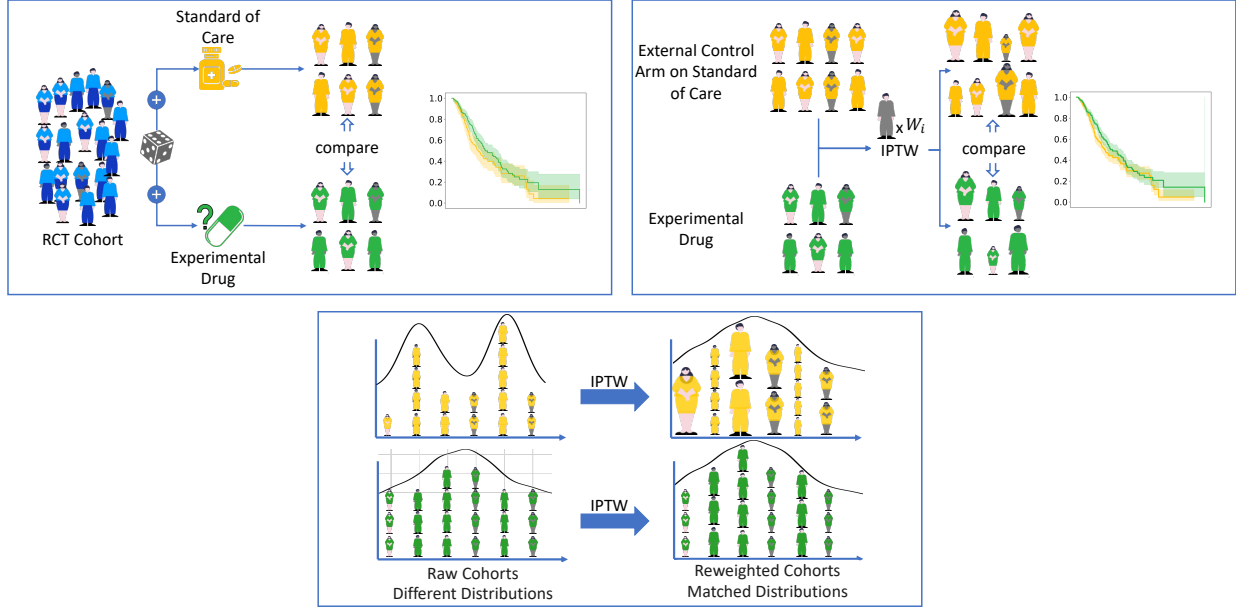 Standard of
Care
RCT Cohort
?
Experimental
Drug
compare
1.0
0.8
0.6
0.4
0.2
0.0
External Control
Arm on Standard
of Care
Experimental
Drug
x W_i
IPTW
compare
1.0
0.8
0.6
0.4
0.2
0.0
IPTW
IPTW
Raw Cohorts
Different Distributions
Reweighted Cohorts
Matched Distributions